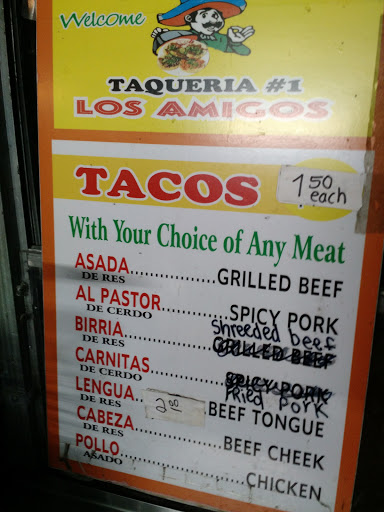 Welcome
TAQUERIA #1
LOS AMIGOS
TACOS 1 50 each
With Your Choice of Any Meat
ASADA..................GRILLED BEEF
DE RES
AL PASTOR..............SPICY PORK
DE CERDO
Shreeded beef
BIRRIA.................GRILLED BEEF
DE RES
CARNITAS...............SPICY PORK
DE CERDO
fried pork
LENGUA.... 2.00 BEEF TONGUE
DE RES
CABEZA.................BEEF CHEEK
DE RES
POLLO..................CHICKEN
ASADO